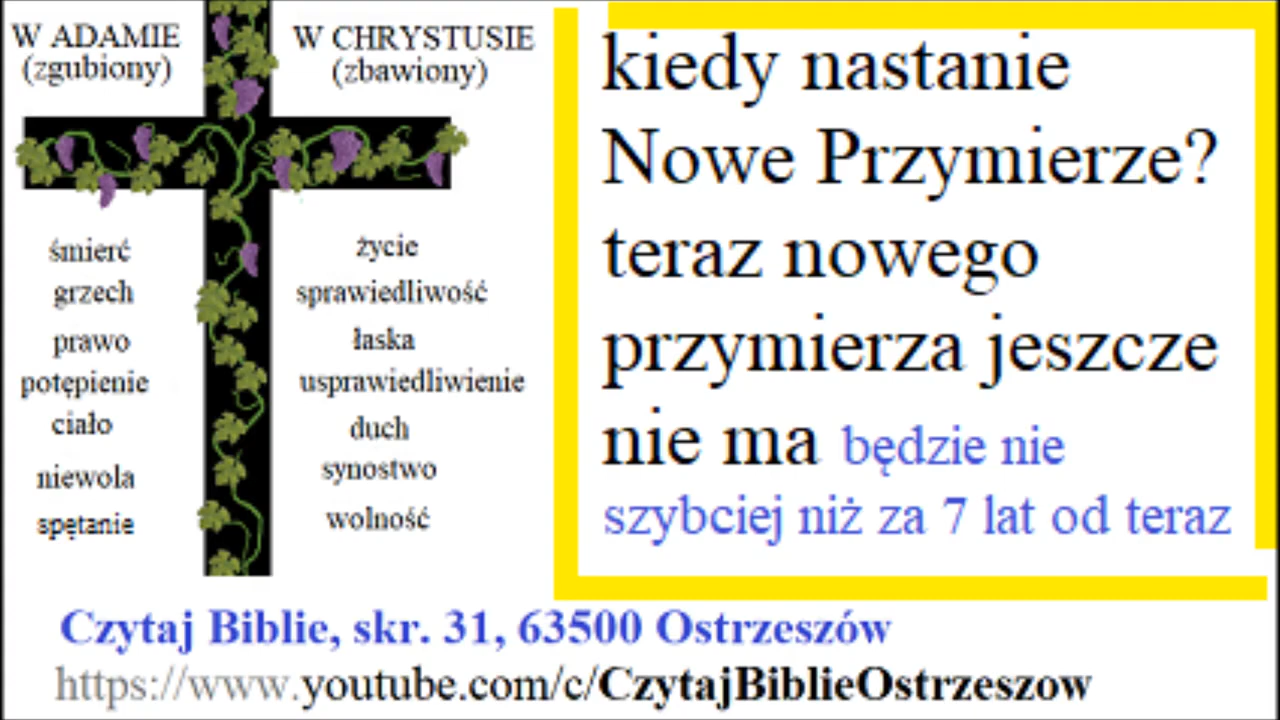 W ADAMIE
(zgubiony)
śmierć
grzech
prawo
potępienie
ciało
niewola
spętanie
W CHRYSTUSIE
(zbawiony)
życie
sprawiedliwość
łaska
usprawiedliwienie
duch
synostwo
wolność
kiedy nastanie
Nowe Przymierze?
teraz nowego
przymierza jeszcze
nie ma będzie nie
szybciej niż za 7 lat od teraz
Czytaj Biblie, skr. 31, 63500 Ostrzeszów
https://www.youtube.com/c/CzytajBiblieOstrzeszow